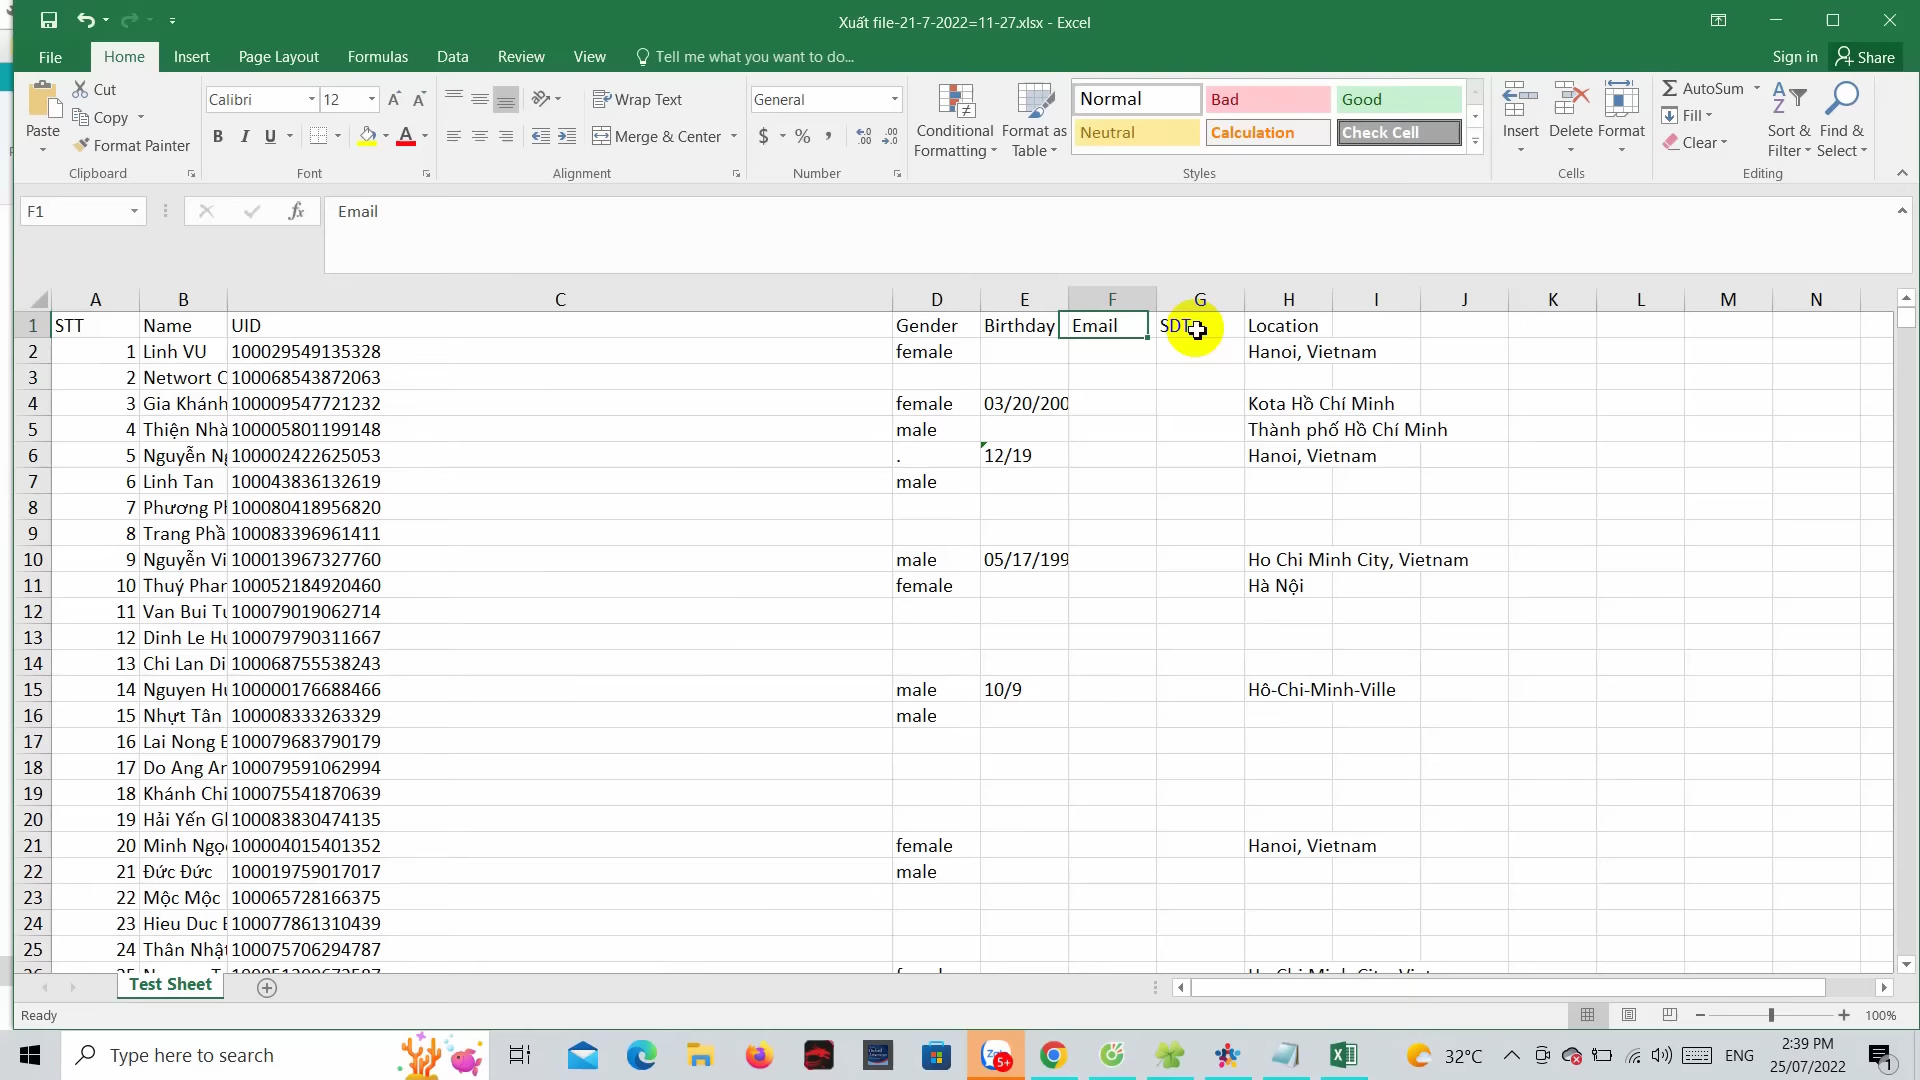 Xuất file-21-7-2022=11-27.xlsx - Excel
File Home Insert Page Layout Formulas Data Review View Tell me what you want to do... Sign in Share
Paste Cut Copy Format Painter Clipboard
Calibri 12 B I U A Font
Wrap Text Merge & Center Alignment
General $ % Number
Conditional Formatting Format as Table
Normal Bad Good
Neutral Calculation Check Cell
Styles
Insert Delete Format Cells
AutoSum Fill Clear Sort & Filter Find & Select Editing
F1 fx Email
A B C D E F G H I J K L M N
1 STT Name UID Gender Birthday Email SDT Location
2 1 Linh VU 100029549135328 female Hanoi, Vietnam
3 2 Networt C 100068543872063
4 3 Gia Khánh 100009547721232 female 03/20/200 Kota Hồ Chí Minh
5 4 Thiện Nhà 100005801199148 male Thành phố Hồ Chí Minh
6 5 Nguyễn Ng 100002422625053 . 12/19 Hanoi, Vietnam
7 6 Linh Tan 100043836132619 male
8 7 Phương Ph 100080418956820
9 8 Trang Phầ 100083396961411
10 9 Nguyễn Vi 100013967327760 male 05/17/199 Ho Chi Minh City, Vietnam
11 10 Thuý Phan 100052184920460 female Hà Nội
12 11 Van Bui Tu 100079019062714
13 12 Dinh Le Hu 100079790311667
14 13 Chi Lan Di 100068755538243
15 14 Nguyen Hu 100000176688466 male 10/9 Hô-Chi-Minh-Ville
16 15 Nhựt Tân 100008333263329 male
17 16 Lai Nong 100079683790179
18 17 Do Ang An 100079591062994
19 18 Khánh Chi 100075541870639
20 19 Hải Yến Gh 100083830474135
21 20 Minh Ngọc 100004015401352 female Hanoi, Vietnam
22 21 Đức Đức 100019759017017 male
23 22 Mộc Mộc 100065728166375
24 23 Hieu Duc 100077861310439
25 24 Thân Nhật 100075706294787
Test Sheet
Ready 100%
Type here to search 5+ 32°C ENG 2:39 PM
25/07/2022 1